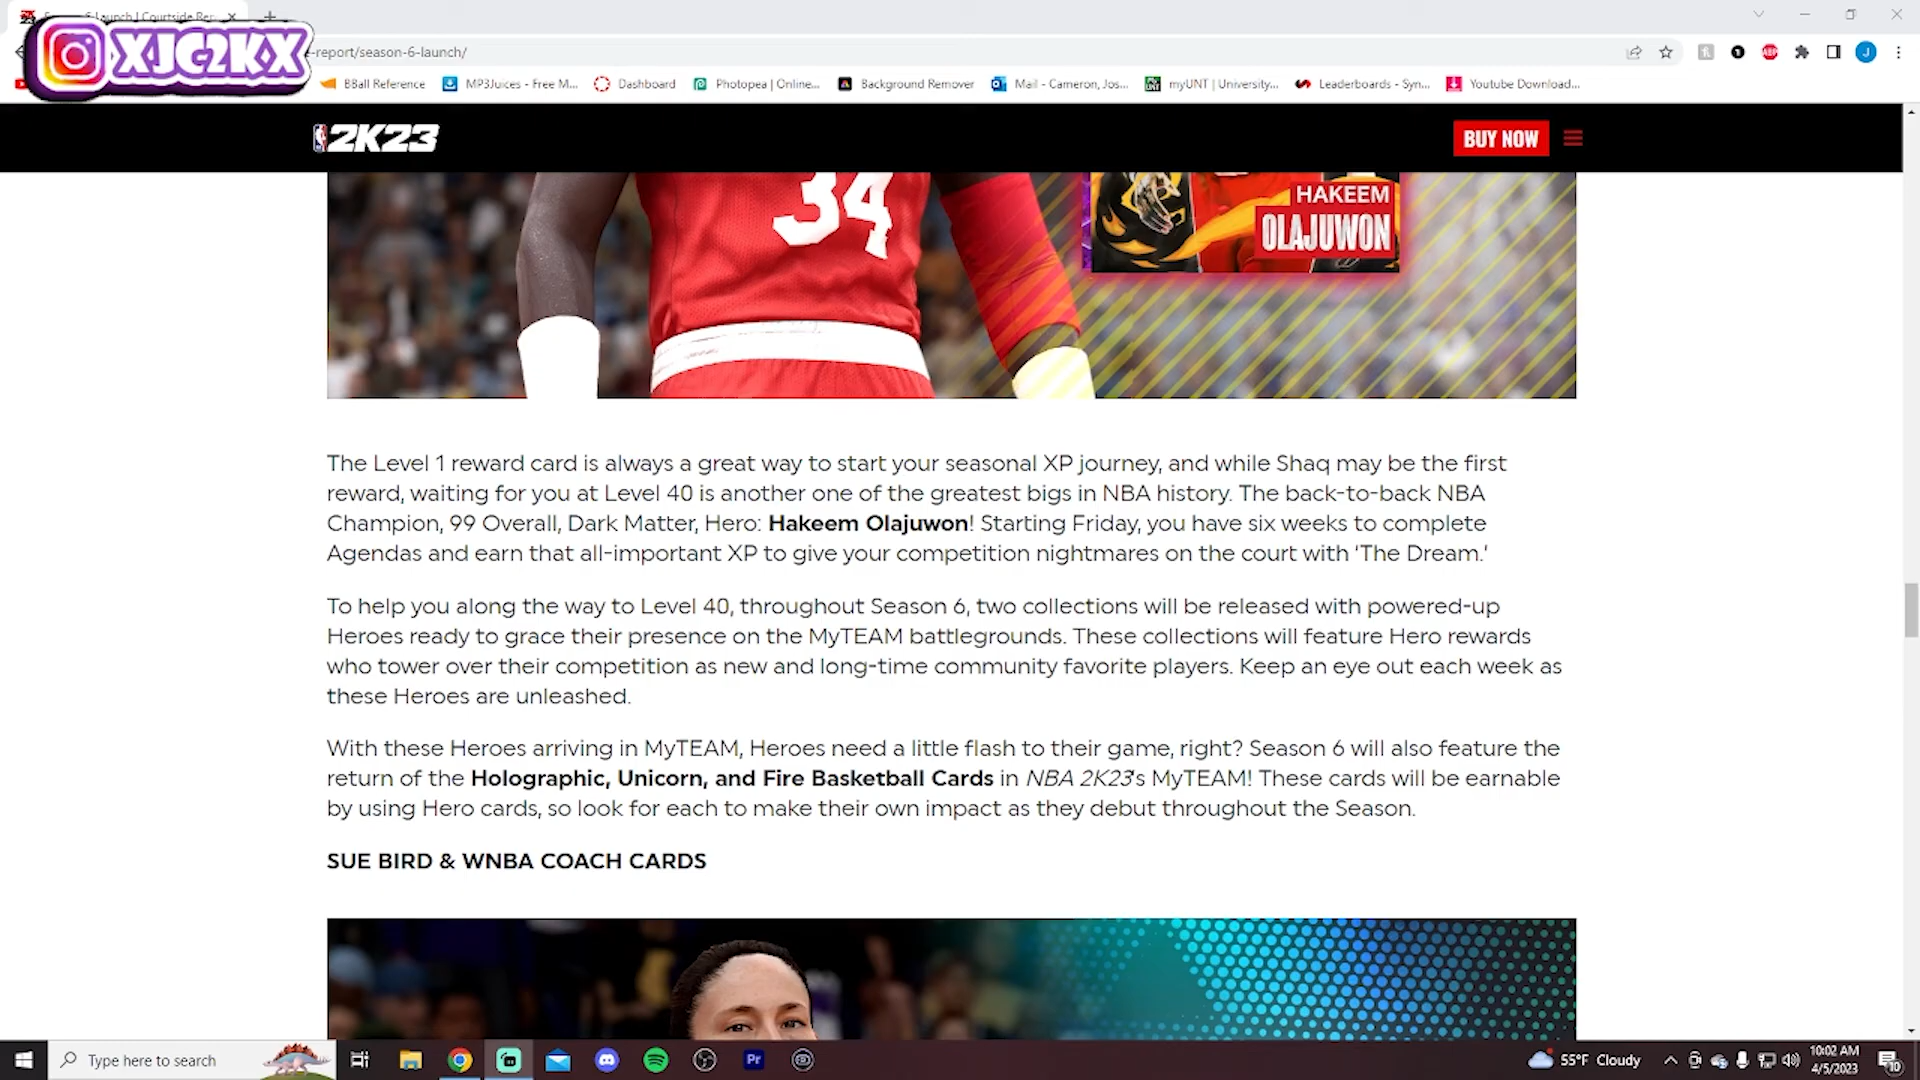 Season 6 Launch | Courtside Rep...
XJC2KX
-report/season-6-launch/
BBall Reference
MP3Juices - Free M...
Dashboard
Photopea | Online...
Background Remover
Mail - Cameron, Jos...
myUNT | University...
Leaderboards - Syn...
Youtube Download...
ABP
J
2K23
BUY NOW
34
HAKEEM
OLAJUWON
The Level 1 reward card is always a great way to start your seasonal XP journey, and while Shaq may be the first
reward, waiting for you at Level 40 is another one of the greatest bigs in NBA history. The back-to-back NBA
Champion, 99 Overall, Dark Matter, Hero: Hakeem Olajuwon! Starting Friday, you have six weeks to complete
Agendas and earn that all-important XP to give your competition nightmares on the court with ‘The Dream.’
To help you along the way to Level 40, throughout Season 6, two collections will be released with powered-up
Heroes ready to grace their presence on the MyTEAM battlegrounds. These collections will feature Hero rewards
who tower over their competition as new and long-time community favorite players. Keep an eye out each week as
these Heroes are unleashed.
With these Heroes arriving in MyTEAM, Heroes need a little flash to their game, right? Season 6 will also feature the
return of the Holographic, Unicorn, and Fire Basketball Cards in NBA 2K23's MyTEAM! These cards will be earnable
by using Hero cards, so look for each to make their own impact as they debut throughout the Season.
SUE BIRD & WNBA COACH CARDS
Type here to search
Pr
55°F Cloudy
10:02 AM
4/5/2023
10